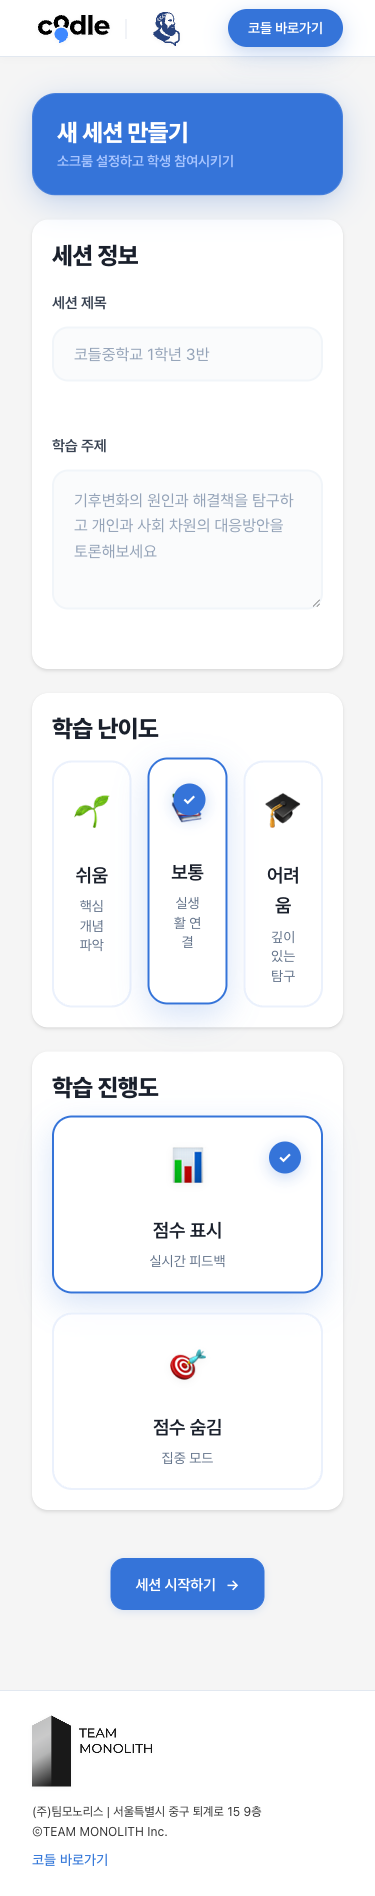 codle
코들 바로가기
새 세션 만들기
소크룸 설정하고 학생 참여시키기
세션 정보
세션 제목
코들중학교 1학년 3반
학습 주제
기후변화의 원인과 해결책을 탐구하
고 개인과 사회 차원의 대응방안을
토론해보세요
학습 난이도
쉬움
핵심
개념
파악
보통
실생
활 연
결
어려
움
깊이
있는
탐구
학습 진행도
점수 표시
실시간 피드백
점수 숨김
집중 모드
세션 시작하기 →
TEAM
MONOLITH
(주)팀모노리스 | 서울특별시 중구 퇴계로 15 9층
©TEAM MONOLITH Inc.
코들 바로가기